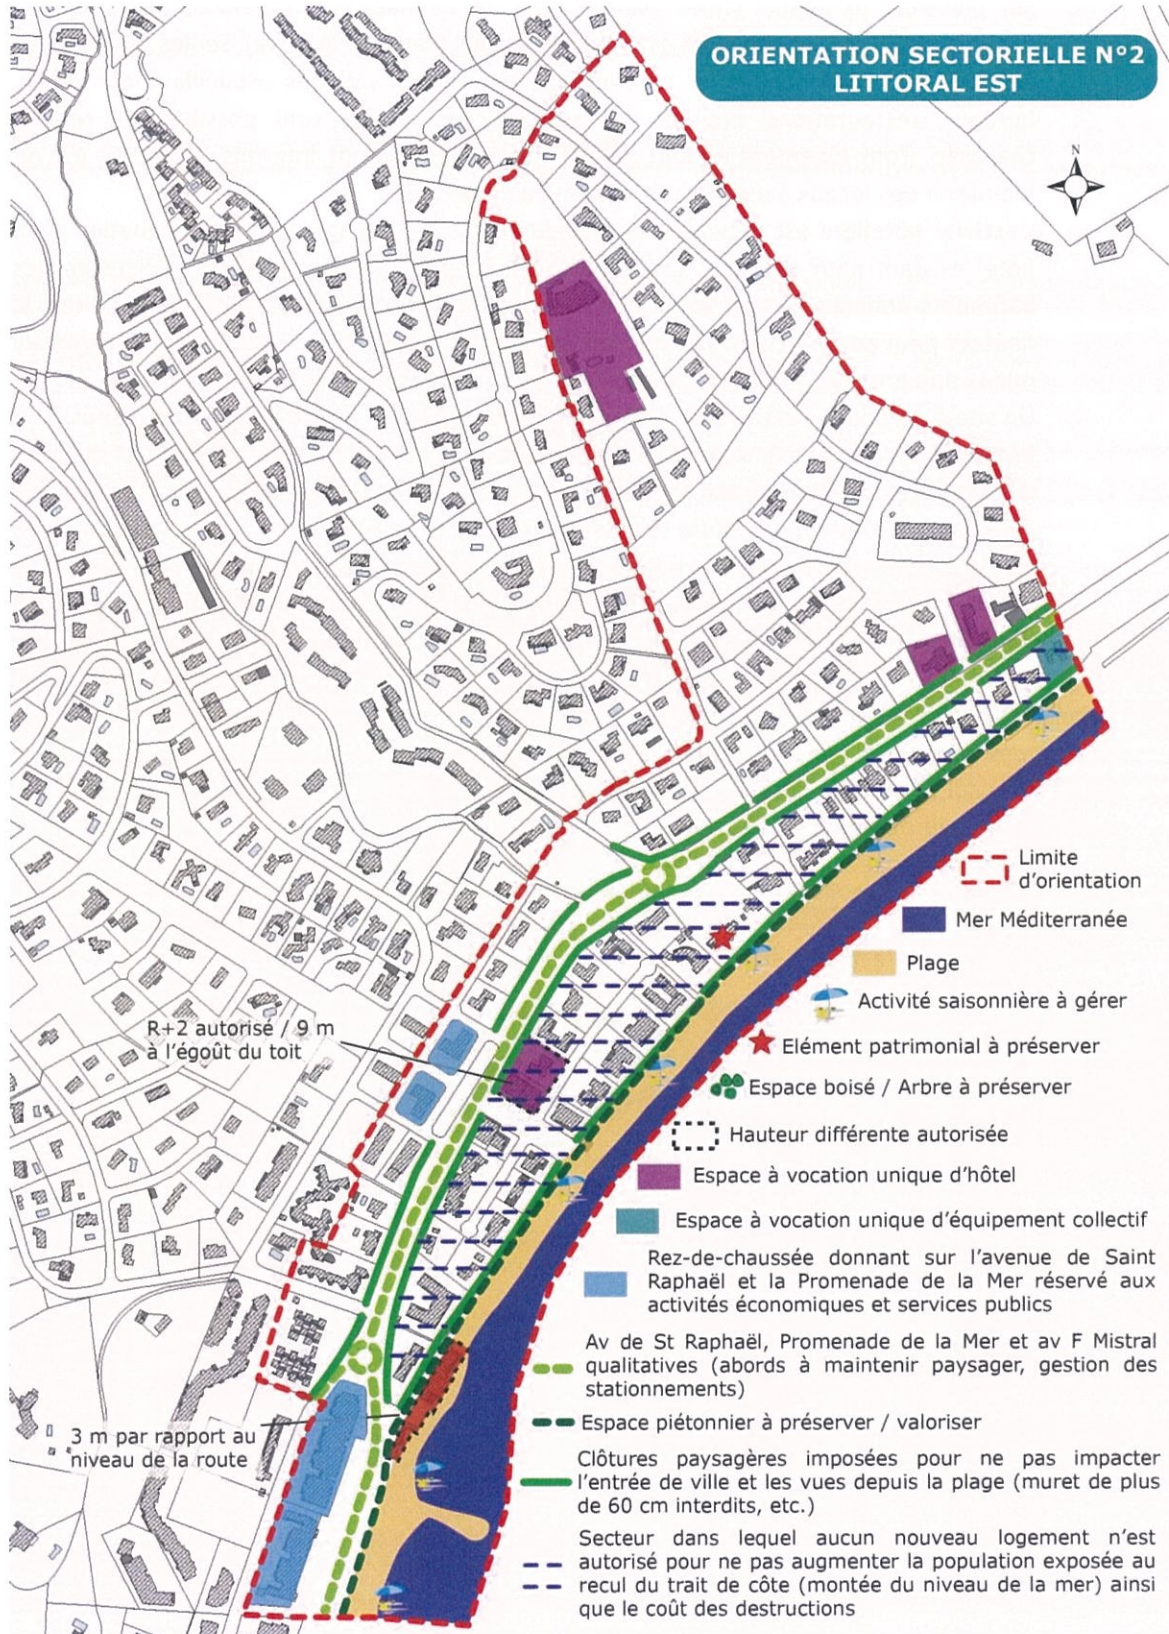 ORIENTATION SECTORIELLE N°2
LITTORAL EST
N
Limite
d'orientation
Mer Méditerranée
Plage
Activité saisonnière à gérer
R+2 autorisé / 9 m
à l'égoût du toit
Elément patrimonial à préserver
Espace boisé / Arbre à préserver
Hauteur différente autorisée
Espace à vocation unique d'hôtel
Espace à vocation unique d'équipement collectif
Rez-de-chaussée donnant sur l'avenue de Saint
Raphaël et la Promenade de la Mer réservé aux
activités économiques et services publics
Av de St Raphaël, Promenade de la Mer et av F Mistral
qualitatives (abords à maintenir paysager, gestion des
stationnements)
Espace piétonnier à préserver / valoriser
3 m par rapport au
niveau de la route
Clôtures paysagères imposées pour ne pas impacter
l'entrée de ville et les vues depuis la plage (muret de plus
de 60 cm interdits, etc.)
Secteur dans lequel aucun nouveau logement n'est
autorisé pour ne pas augmenter la population exposée au
recul du trait de côte (montée du niveau de la mer) ainsi
que le coût des destructions